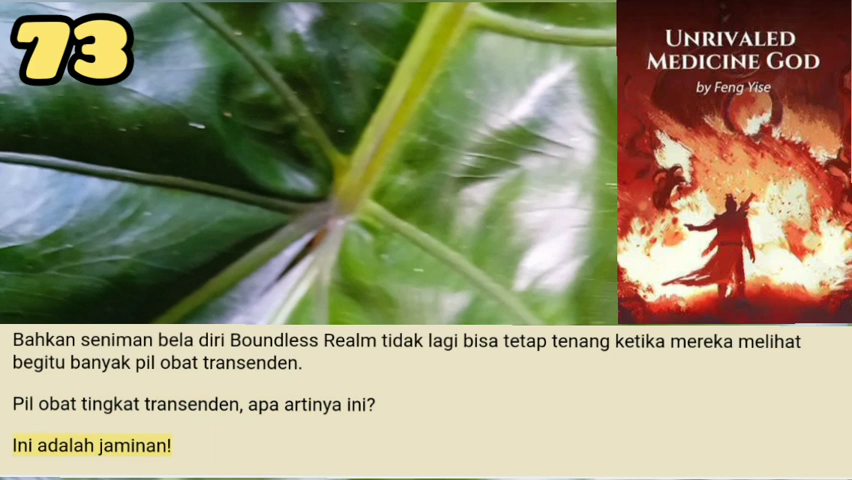 73
UNRIVALED
MEDICINE GOD
by Feng Yise
Bahkan seniman bela diri Boundless Realm tidak lagi bisa tetap tenang ketika mereka melihat
begitu banyak pil obat transenden.
Pil obat tingkat transenden, apa artinya ini?
Ini adalah jaminan!